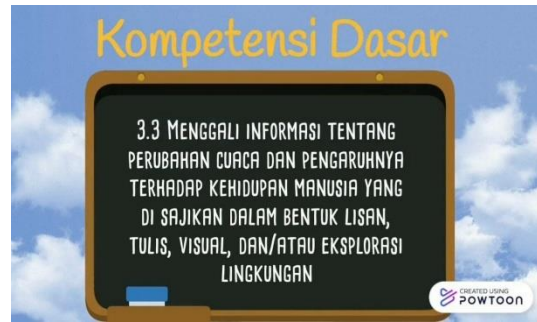 Kompetensi Dasar
3.3 MENGGALI INFORMASI TENTANG
PERUBAHAN CUACA DAN PENGARUHNYA
TERHADAP KEHIDUPAN MANUSIA YANG
DI SAJIKAN DALAM BENTUK LISAN,
TULIS, VISUAL, DAN/ATAU EKSPLORASI
LINGKUNGAN
CREATED USING
POWTOON